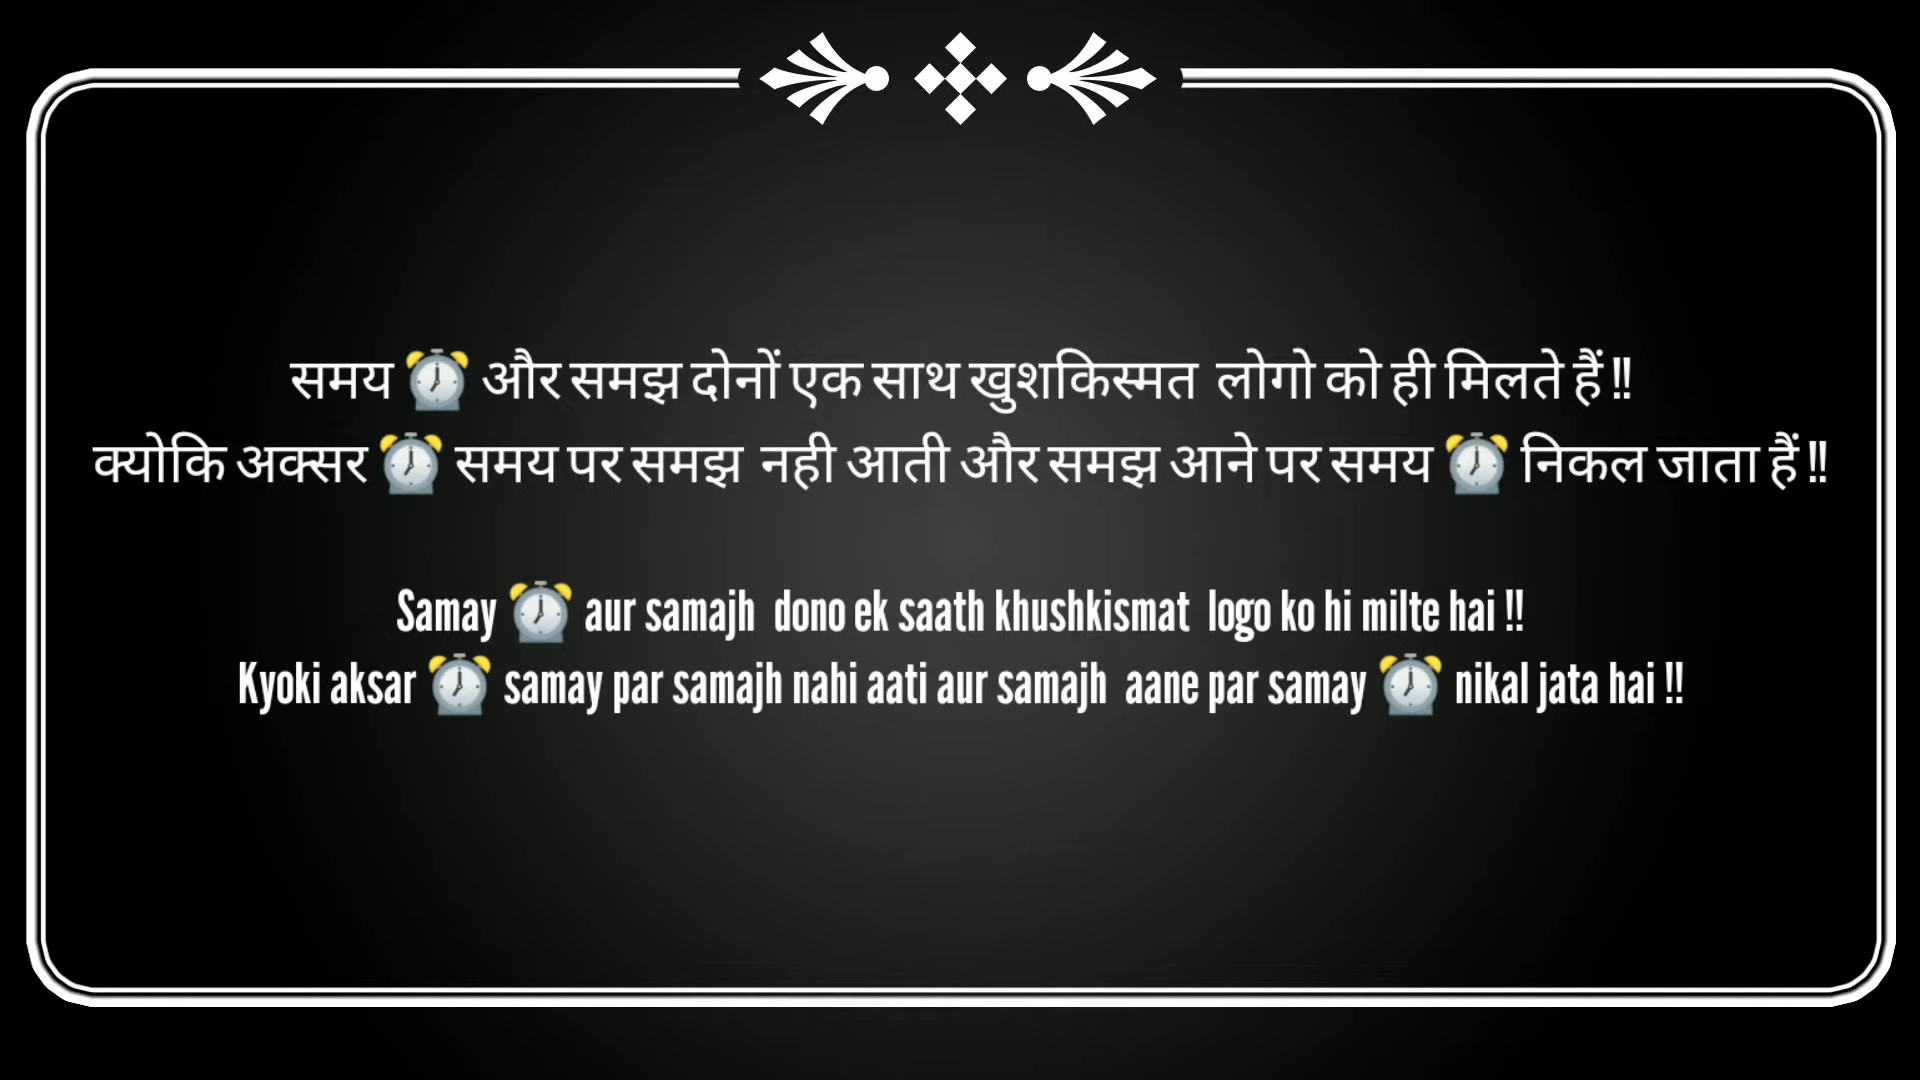 समय ⏰ और समझ दोनों एक साथ खुशकिस्मत लोगो को ही मिलते हैं !!
क्योकि अक्सर ⏰ समय पर समझ नही आती और समझ आने पर समय ⏰ निकल जाता हैं !!
Samay ⏰ aur samajh dono ek saath khushkismat logo ko hi milte hai !!
Kyoki aksar ⏰ samay par samajh nahi aati aur samajh aane par samay ⏰ nikal jata hai !!